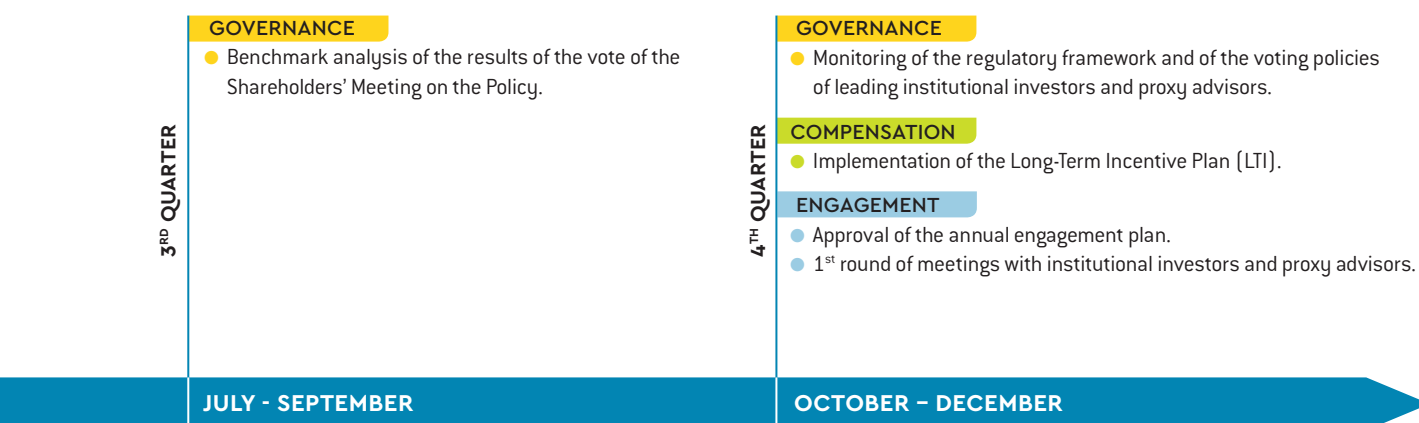 3RD QUARTER
GOVERNANCE
● Benchmark analysis of the results of the vote of the
Shareholders’ Meeting on the Policy.
JULY - SEPTEMBER
4TH QUARTER
GOVERNANCE
● Monitoring of the regulatory framework and of the voting policies
of leading institutional investors and proxy advisors.
COMPENSATION
● Implementation of the Long-Term Incentive Plan (LTI).
ENGAGEMENT
● Approval of the annual engagement plan.
● 1st round of meetings with institutional investors and proxy advisors.
OCTOBER – DECEMBER